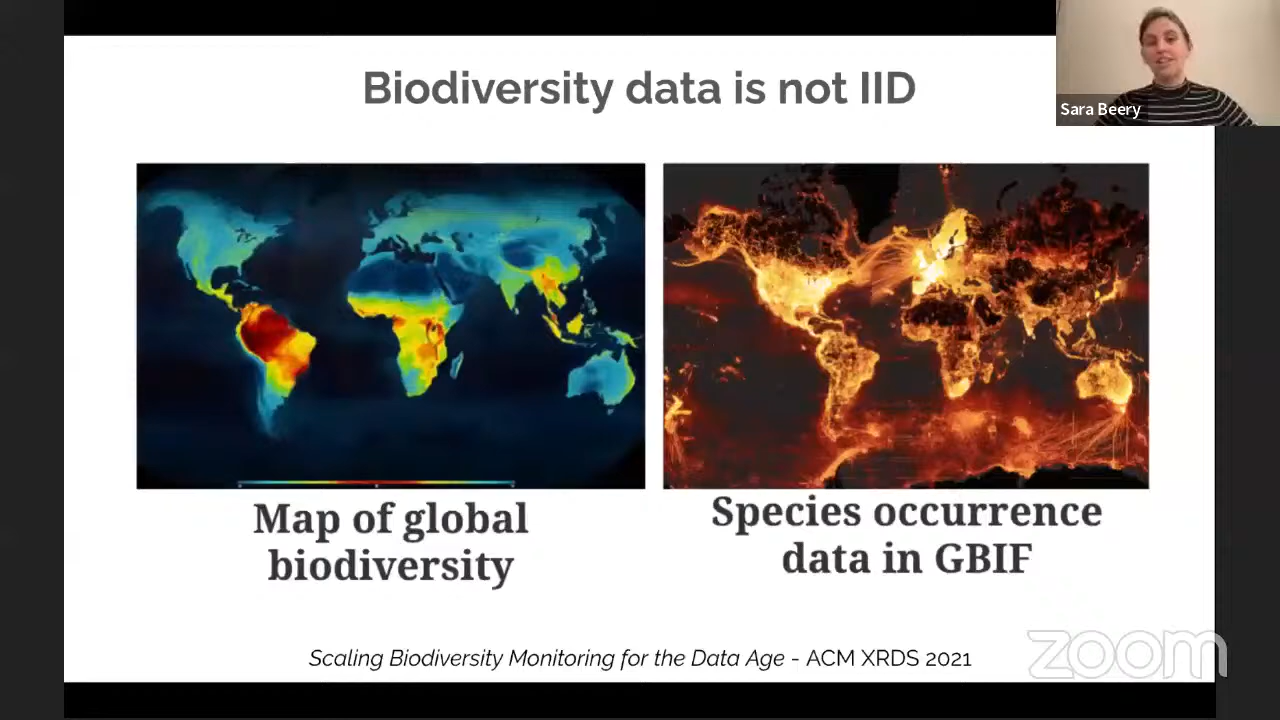 Biodiversity data is not IID
Sara Beery
Map of global
biodiversity
Species occurrence
data in GBIF
Scaling Biodiversity Monitoring for the Data Age - ACM XRDS 2021
zoom